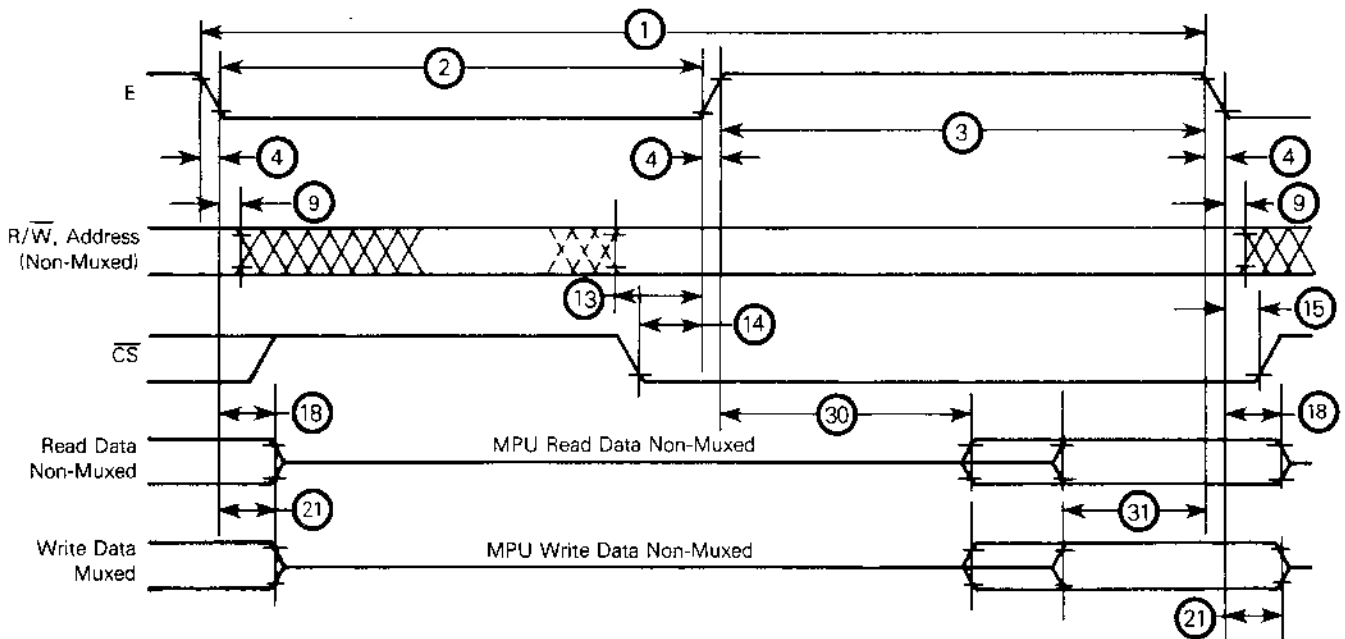 1
2
E
3
4 4 4
9 9
R/W̅, Address
(Non-Muxed)
13
14 15
C̅S̅
18 30 18
Read Data
Non-Muxed
MPU Read Data Non-Muxed
21 31
Write Data
Muxed
MPU Write Data Non-Muxed
21